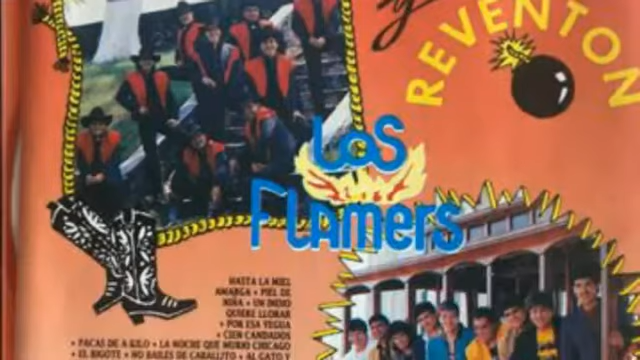 REVENTON
LOS
FLAMERS
HASTA LA MIEL
AMARGA • PIEL DE
NIÑA • UN INDIO
QUIERE LLORAR
• POR ESA YEGUA
• CIEN CANDADOS
• PACAS DE A KILO • LA NOCHE QUE MURIO CHICAGO
• EL BIGOTE • NO BAILES DE CABALLITO • AL GATO Y